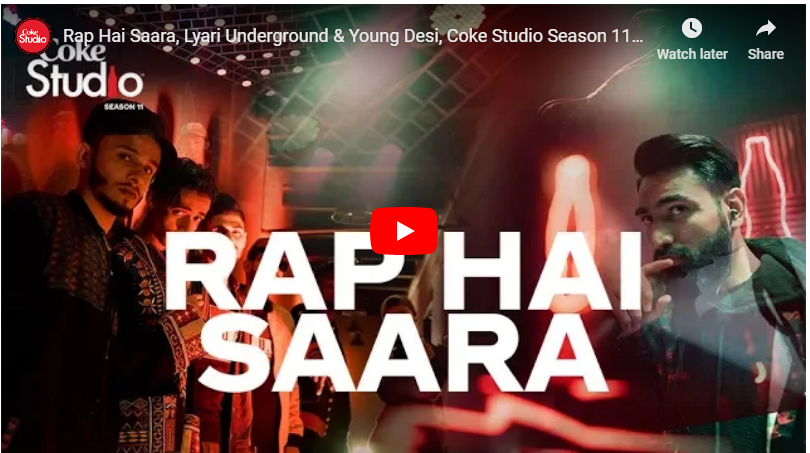 Coke
Studio
Rap Hai Saara, Lyari Underground & Young Desi, Coke Studio Season 11...
Watch later
Share
Coke
Studio
SEASON 11
RAP HAI
SAARA